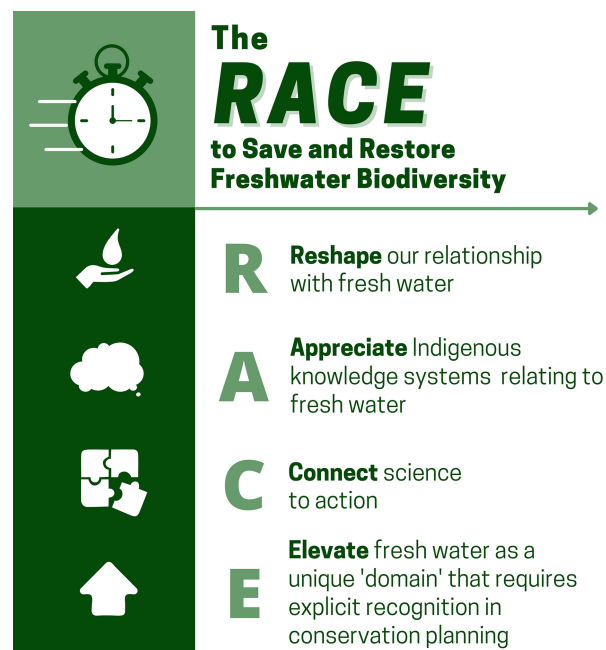 The
RACE
to Save and Restore
Freshwater Biodiversity
R
Reshape our relationship
with fresh water
A
Appreciate Indigenous
knowledge systems relating to
fresh water
C
Connect science
to action
E
Elevate fresh water as a
unique 'domain' that requires
explicit recognition in
conservation planning